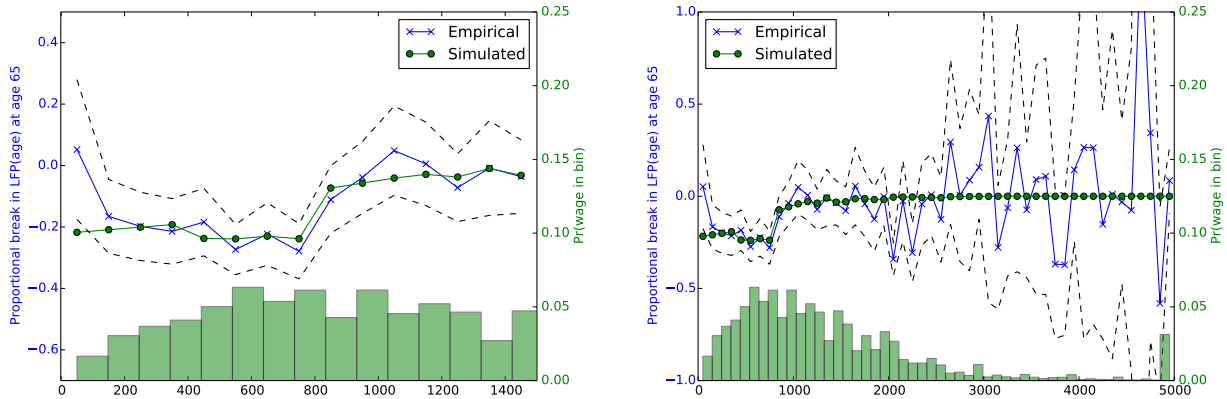 Proportional break in LFP(age) at age 65
0.4
0.2
0.0
−0.2
−0.4
−0.6
0 200 400 600 800 1000 1200 1400
Empirical
Simulated
0.25
0.20
0.15
0.10
0.05
0.00
Pr(wage in bin)
Proportional break in LFP(age) at age 65
1.0
0.5
0.0
−0.5
−1.0
0 1000 2000 3000 4000 5000
Empirical
Simulated
0.25
0.20
0.15
0.10
0.05
0.00
Pr(wage in bin)